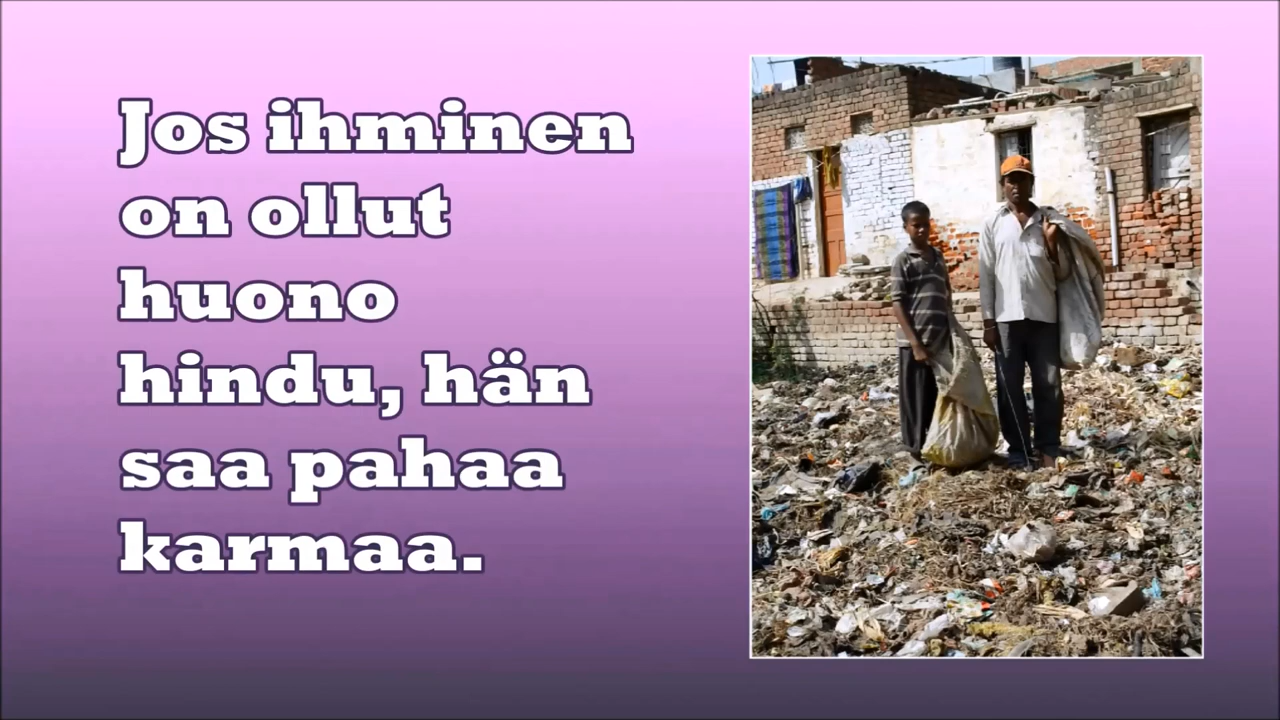 Jos ihminen
on ollut
huono
hindu, hän
saa pahaa
karmaa.